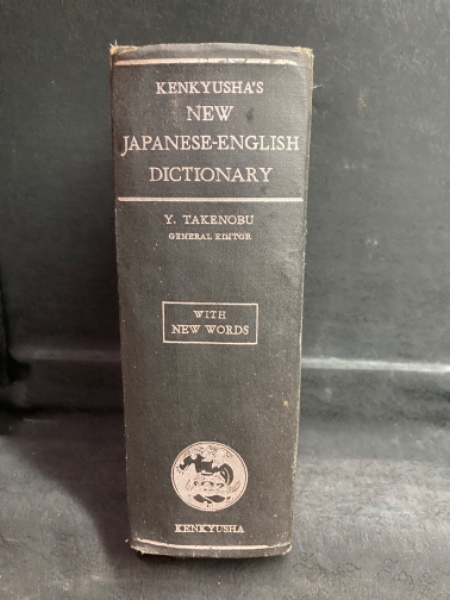 KENKYUSHA'S
NEW
JAPANESE-ENGLISH
DICTIONARY
Y. TAKENOBU
GENERAL EDITOR
WITH
NEW WORDS
KENKYUSHA